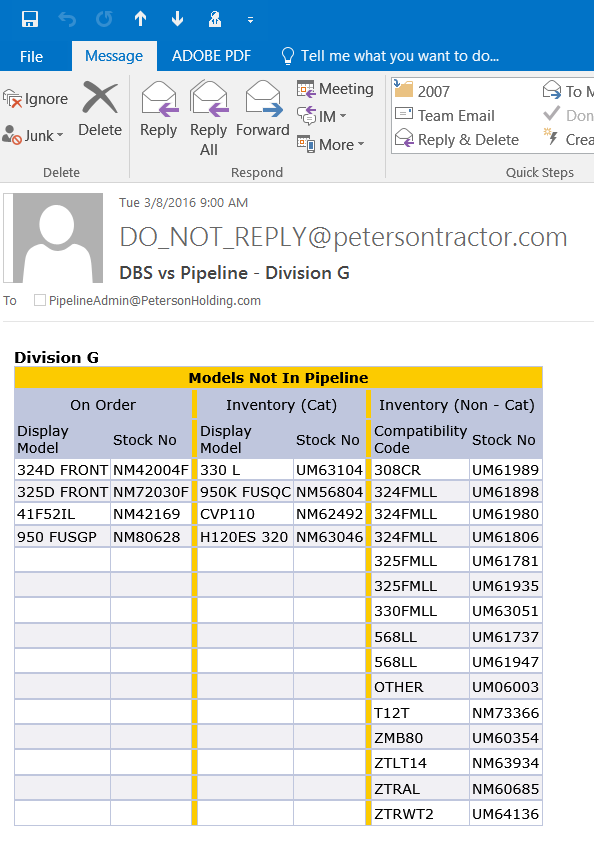 File Message ADOBE PDF Tell me what you want to do...
Ignore
Junk
Delete
Reply
Reply All
Forward
Meeting
IM
More
2007
Team Email
Reply & Delete
To M
Don
Crea
Delete Respond Quick Steps
Tue 3/8/2016 9:00 AM
DO_NOT_REPLY@petersontractor.com
DBS vs Pipeline - Division G
To PipelineAdmin@PetersonHolding.com
Division G
Models Not In Pipeline
On Order Inventory (Cat) Inventory (Non - Cat)
Display Model Stock No Display Model Stock No Compatibility Code Stock No
324D FRONT NM42004F 330 L UM63104 308CR UM61989
325D FRONT NM72030F 950K FUSQC NM56804 324FMLL UM61898
41F52IL NM42169 CVP110 NM62492 324FMLL UM61980
950 FUSGP NM80628 H120ES 320 NM63046 324FMLL UM61806
325FMLL UM61781
325FMLL UM61935
330FMLL UM63051
568LL UM61737
568LL UM61947
OTHER UM06003
T12T NM73366
ZMB80 UM60354
ZTLT14 NM63934
ZTRAL NM60685
ZTRWT2 UM64136